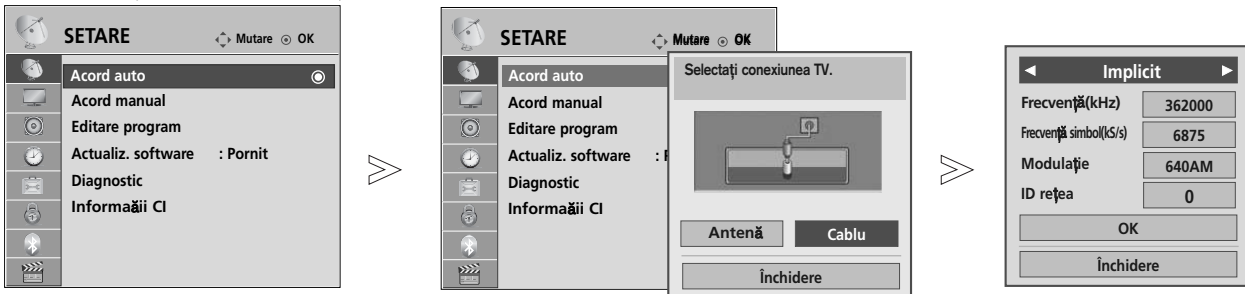 SETARE Mutare OK
Acord auto
Acord manual
Editare program
Actualiz. software : Pornit
Diagnostic
Informaăii CI
SETARE Mutare OK
Acord auto
Acord manual
Editare program
Actualiz. software :
Diagnostic
Informaăii CI
Selectați conexiunea TV.
Antenă Cablu
Închidere
Implicit
Frecvență(kHz) 362000
Frecvență simbol(kS/s) 6875
Modulație 640AM
ID rețea 0
OK
Închidere